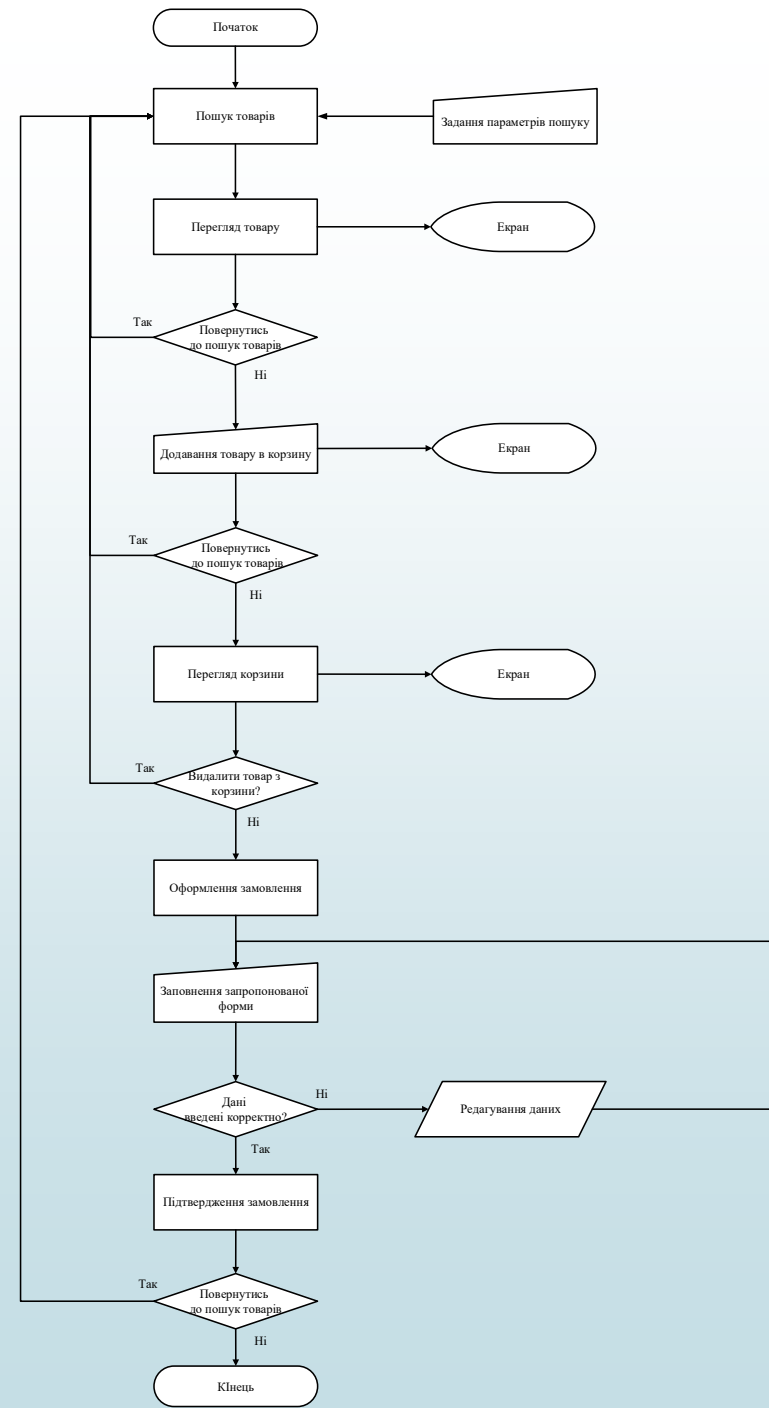 Початок
Пошук товарів
Задання параметрів пошуку
Перегляд товару
Екран
Так
Повернутись
до пошук товарів
Ні
Додавання товару в корзину
Екран
Так
Повернутись
до пошук товарів
Ні
Перегляд корзини
Екран
Так
Видалити товар з
корзини?
Ні
Оформлення замовлення
Заповнення запропонованої
форми
Дані
введені корректно?
Ні
Редагування даних
Так
Підтвердження замовлення
Так
Повернутись
до пошук товарів
Ні
КІнець